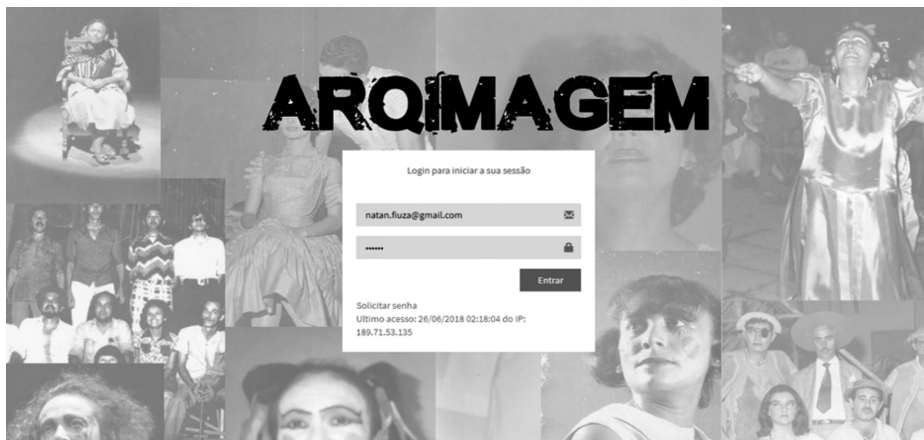 ARQIMAGEM
Login para iniciar a sua sessão
natan.fiuza@gmail.com
••••••
Entrar
Solicitar senha
Ultimo acesso: 26/06/2018 02:18:04 do IP:
189.71.53.135